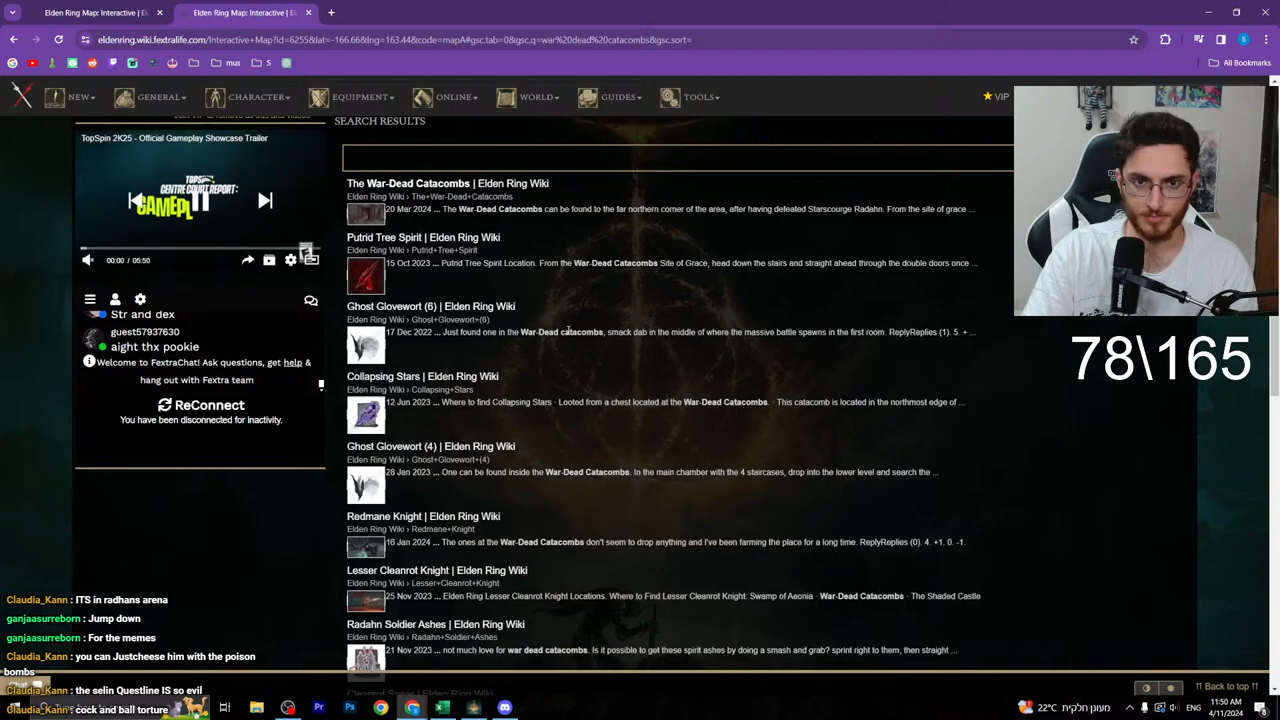 Elden Ring Map: Interactive E
Elden Ring Map: Interactive E
eldenring.wiki.fextralife.com/Interactive+Map?id=6255&lat=-166.66&lng=163.44&code=mapA#gsc.tab=0&gsc.q=war%20dead%20catacombs&gsc.sort=
mus
S
All Bookmarks
NEW
GENERAL
CHARACTER
EQUIPMENT
ONLINE
WORLD
GUIDES
TOOLS
VIP
SEARCH RESULTS
TopSpin 2K25 - Official Gameplay Showcase Trailer
CENTRE COURT REPORT:
00:00 / 05:50
Str and dex
guest57937630
aight thx pookie
Welcome to FextraChat! Ask questions, get help &
hang out with Fextra team
ReConnect
You have been disconnected for inactivity.
The War-Dead Catacombs | Elden Ring Wiki
Elden Ring Wiki › The+War-Dead+Catacombs
20 Mar 2024 ... The War-Dead Catacombs can be found to the far northern corner of the area, after having defeated Starscourge Radahn. From the site of grace ...
Putrid Tree Spirit | Elden Ring Wiki
Elden Ring Wiki › Putrid+Tree+Spirit
15 Oct 2023 ... Putrid Tree Spirit Location. From the War-Dead Catacombs Site of Grace, head down the stairs and straight ahead through the double doors once ...
Ghost Glovewort (6) | Elden Ring Wiki
Elden Ring Wiki › Ghost+Glovewort+(6)
17 Dec 2022 ... Just found one in the War-Dead catacombs, smack dab in the middle of where the massive battle spawns in the first room. ReplyReplies (1). 5. + ...
Collapsing Stars | Elden Ring Wiki
Elden Ring Wiki › Collapsing+Stars
12 Jun 2023 ... Where to find Collapsing Stars · Looted from a chest located at the War-Dead Catacombs. · This catacomb is located in the northmost edge of ...
Ghost Glovewort (4) | Elden Ring Wiki
Elden Ring Wiki › Ghost+Glovewort+(4)
28 Jan 2023 ... One can be found inside the War-Dead Catacombs. In the main chamber with the 4 staircases, drop into the lower level and search the ...
Redmane Knight | Elden Ring Wiki
Elden Ring Wiki › Redmane+Knight
16 Jan 2024 ... The ones at the War-Dead Catacombs don't seem to drop anything and I've been farming the place for a long time. ReplyReplies (0). 4. +1. 0. -1.
Lesser Cleanrot Knight | Elden Ring Wiki
Elden Ring Wiki › Lesser+Cleanrot+Knight
25 Nov 2023 ... Elden Ring Lesser Cleanrot Knight Locations. Where to Find Lesser Cleanrot Knight: Swamp of Aeonia · War-Dead Catacombs · The Shaded Castle
Radahn Soldier Ashes | Elden Ring Wiki
Elden Ring Wiki › Radahn+Soldier+Ashes
21 Nov 2023 ... not much love for war dead catacombs. Is it possible to get these spirit ashes by doing a smash and grab? sprint right to them, then straight ...
Cleanrot Spear | Elden Ring Wiki
78\165
Claudia_Kann : ITS in radhans arena
ganjaasurreborn : Jump down
ganjaasurreborn : For the memes
Claudia_Kann : you can Justcheese him with the poison
bombs
Claudia_Kann : the selin Questline IS so evil
Claudia_Kann : cock and ball torture
Chat
Back to top
22°C מעונן חלקית
ENG
11:50 AM
4/11/2024
8